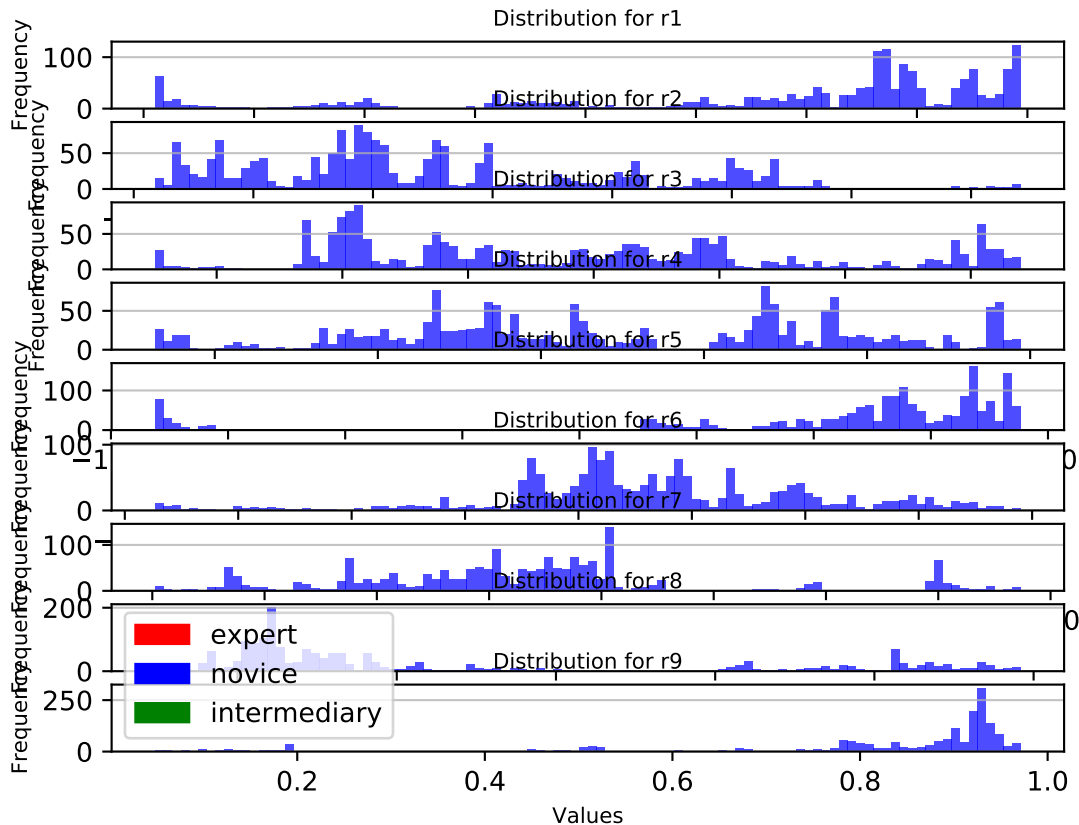 Distribution for r1
Frequency
100
0
Distribution for r2
Frequency
50
0
Distribution for r3
Frequency
50
0
Distribution for r4
Frequency
50
0
Distribution for r5
Frequency
100
0
−1
0
Distribution for r6
Frequency
100
0
Distribution for r7
Frequency
100
0
0
Distribution for r8
Frequency
200
0
expert
novice
intermediary
Distribution for r9
Frequency
250
0
0.2 0.4 0.6 0.8 1.0
Values